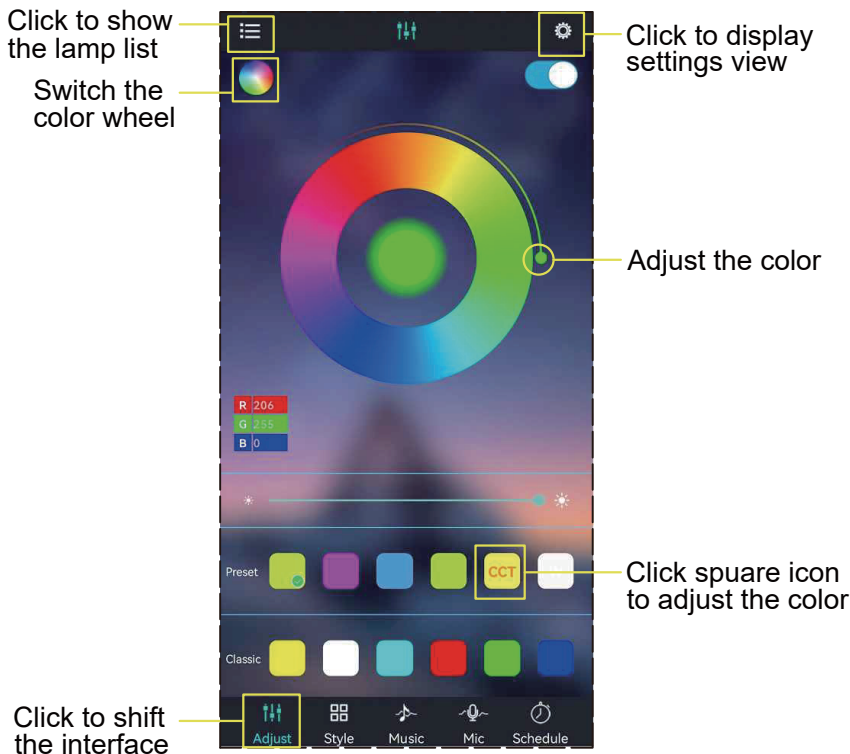 Click to show
the lamp list
Click to display
settings view
Switch the
color wheel
Adjust the color
R 206
G 255
B 0
Preset
CCT
Click spuare icon
to adjust the color
Classic
Click to shift
the interface
Adjust
Style
Music
Mic
Schedule